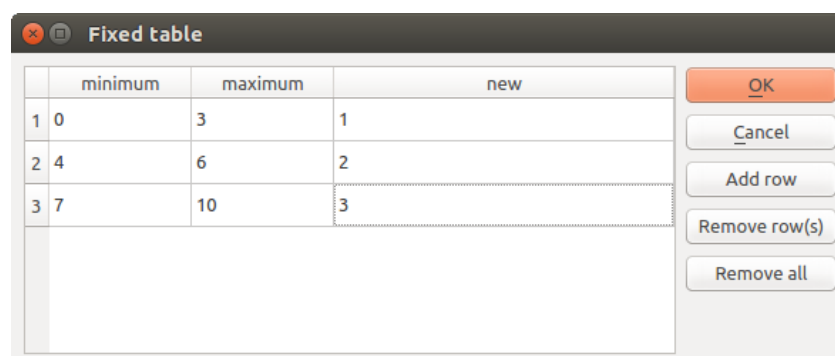 Fixed table
minimum maximum new
1 0 3 1
2 4 6 2
3 7 10 3
OK
Cancel
Add row
Remove row(s)
Remove all